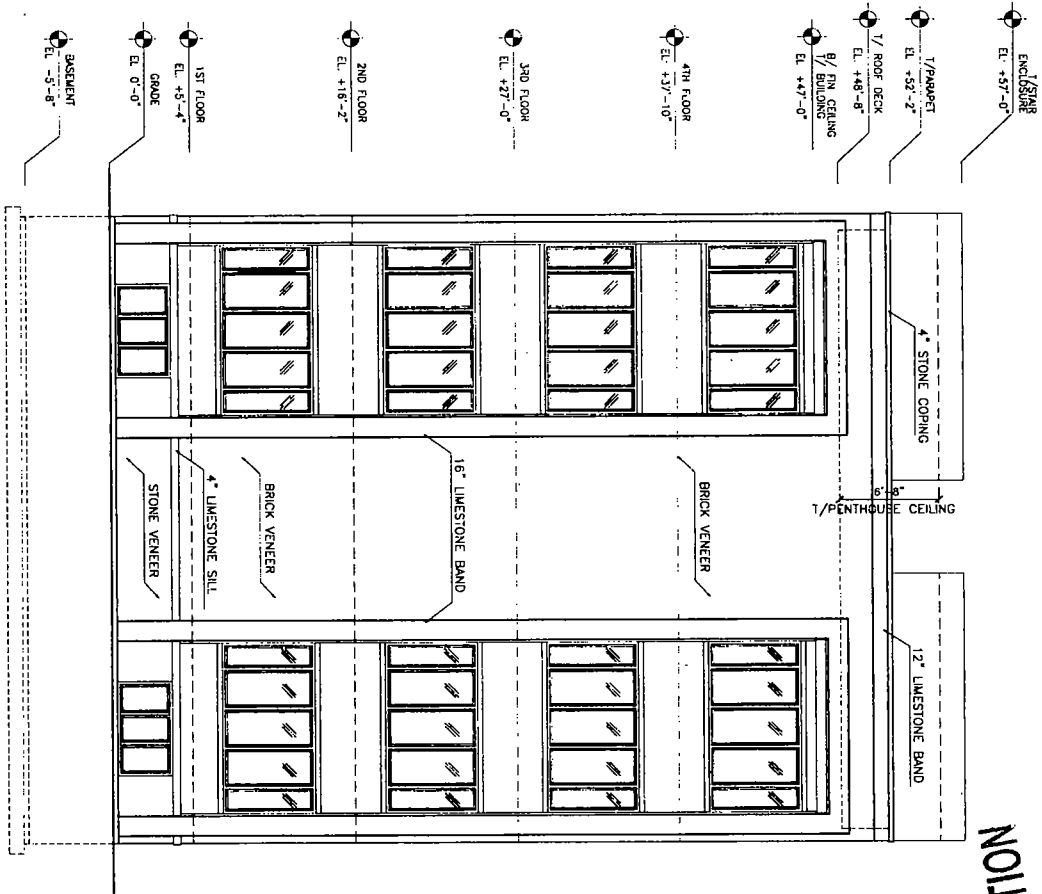 T/STAIR
ENCLOSURE
EL. +57'-0"
T/PARAPET
EL +52'-2"
T/ ROOF DECK
EL. +48'-8"
B/ FIN CEILING
T/ BUILDING
EL +47'-0"
4TH FLOOR
EL +37'-10"
3RD FLOOR
EL +27'-0"
2ND FLOOR
EL +16'-2"
1ST FLOOR
EL. +5'-4"
GRADE
EL 0'-0"
BASEMENT
EL -5'-8"
4" STONE COPING
6'-8"
T/PENTHOUSE CEILING
12" LIMESTONE BAND
BRICK VENEER
16" LIMESTONE BAND
BRICK VENEER
4" LIMESTONE SILL
STONE VENEER